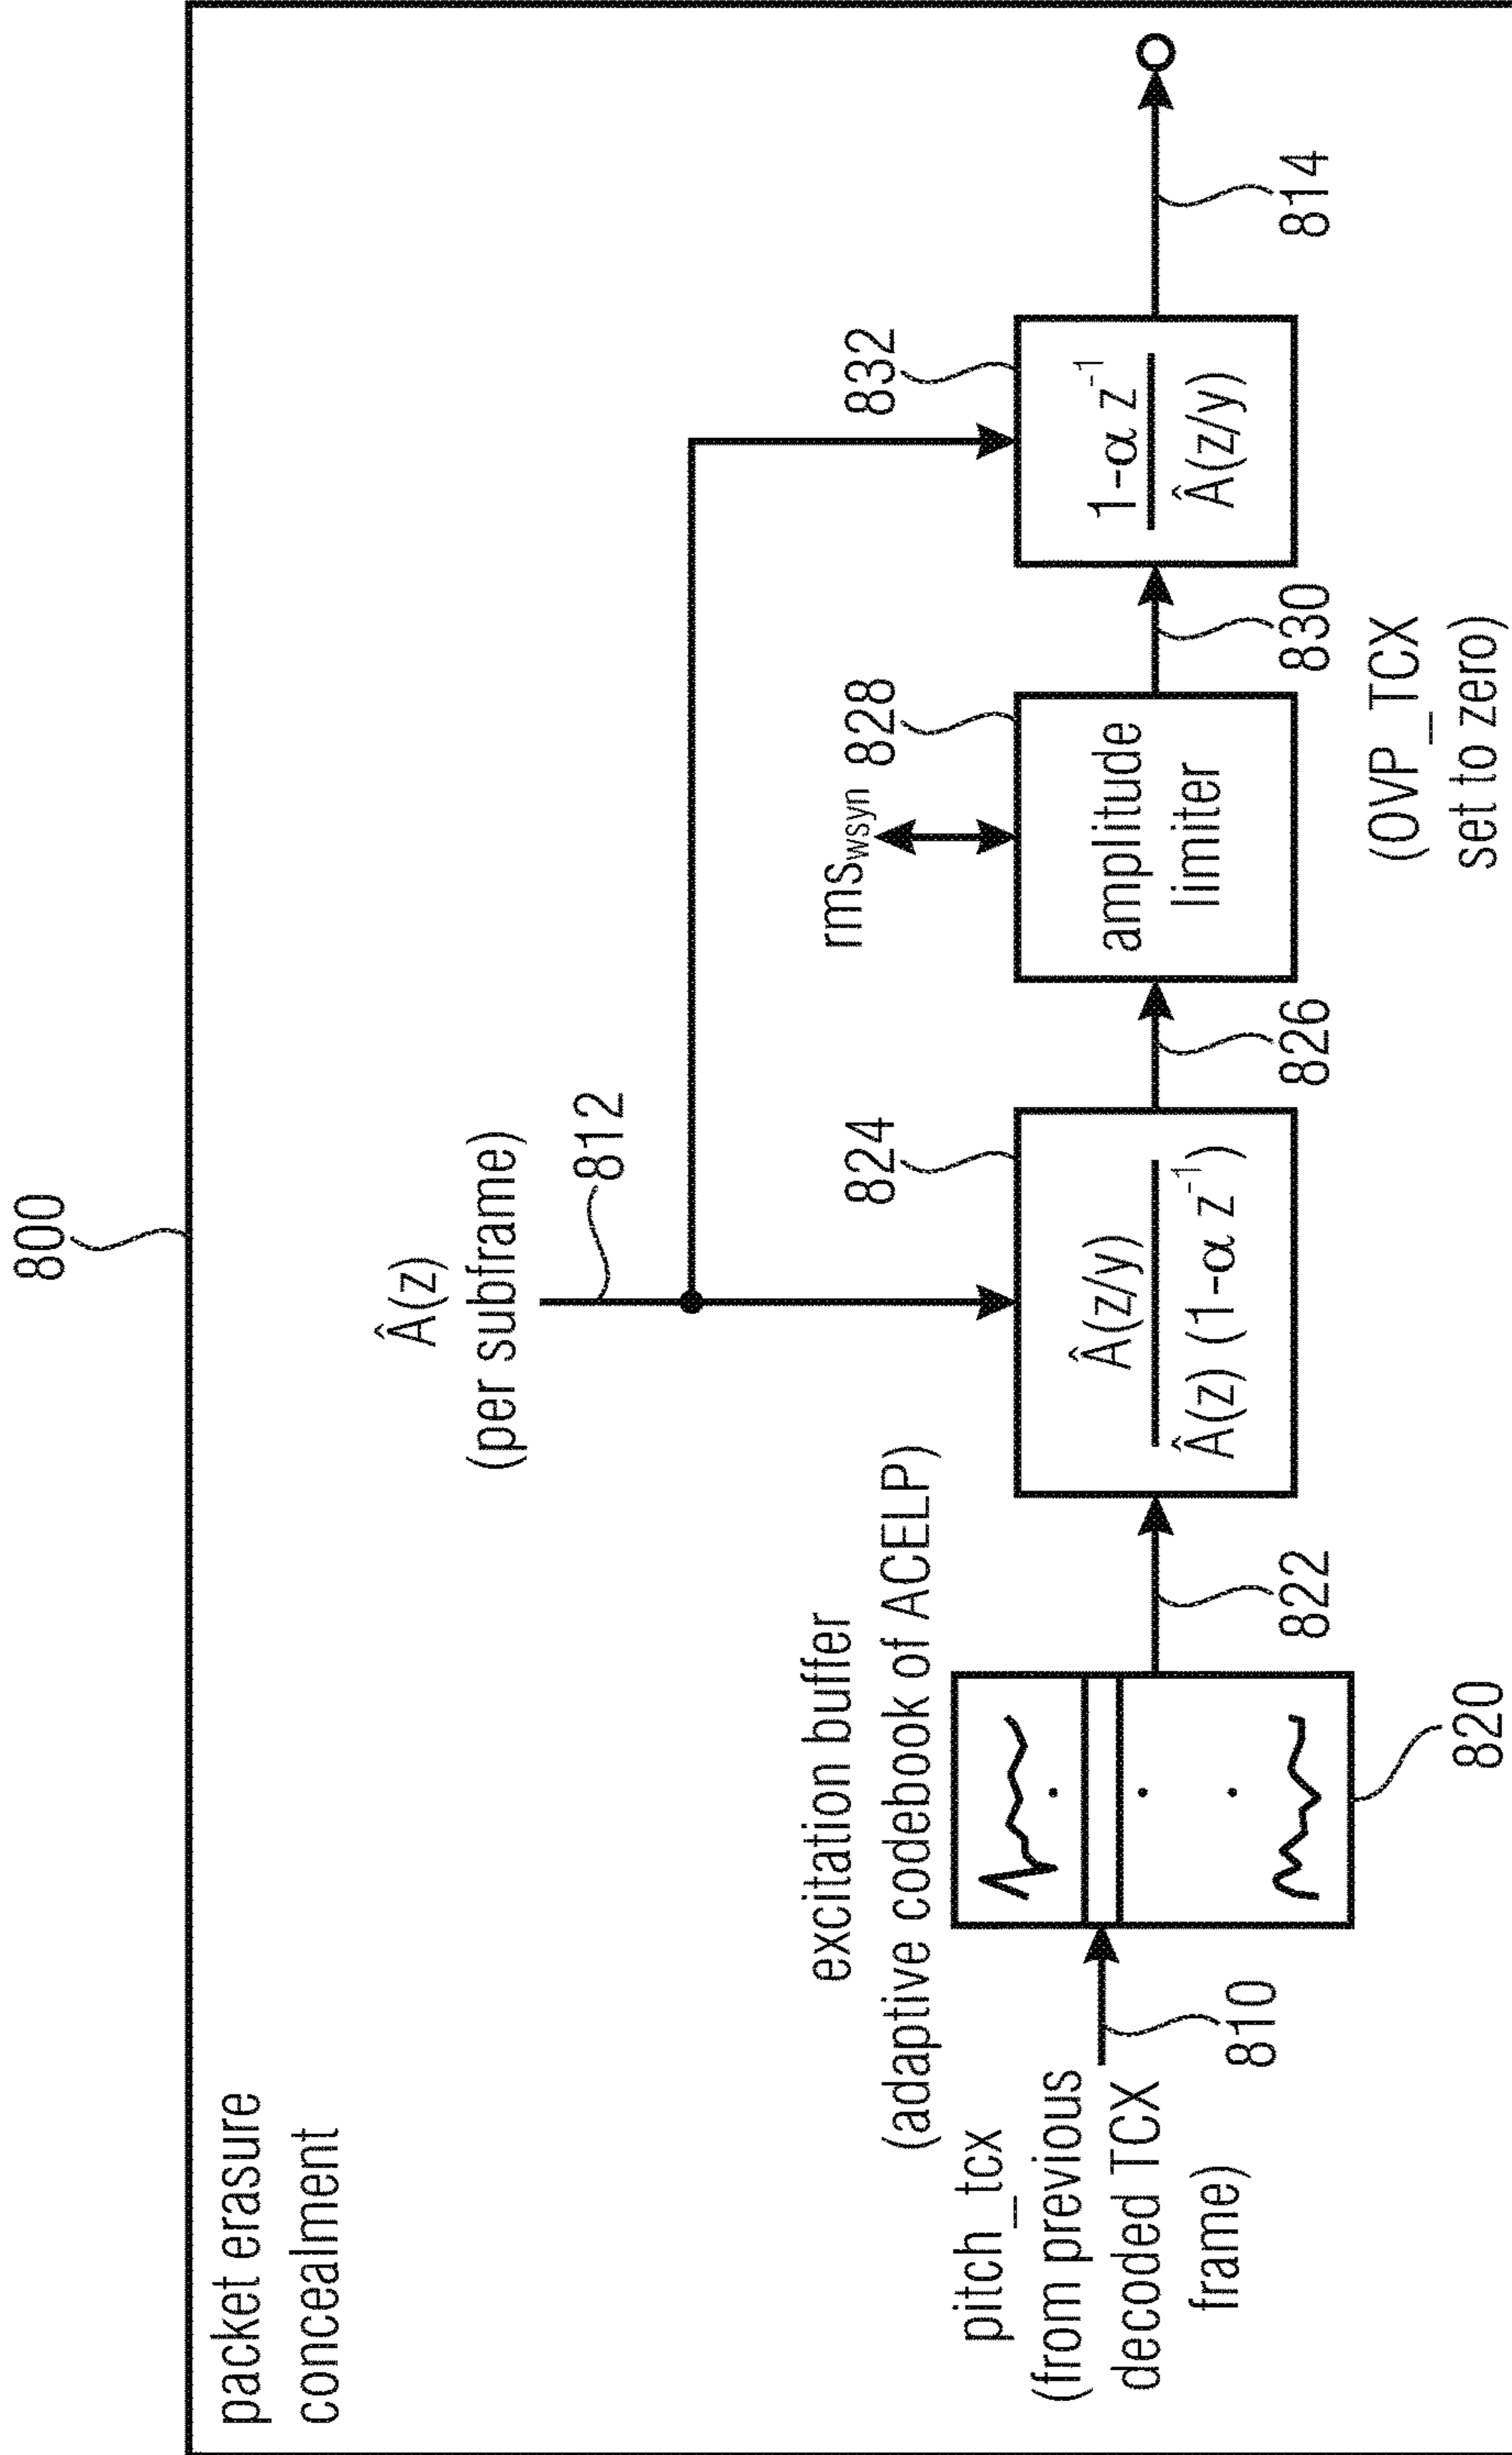 800
packet erasure
concealment
Â(z)
(per subframe)
812
excitation buffer
(adaptive codebook of ACELP)
pitch_tcx
(from previous
decoded TCX
frame)
810
820
822
824
Â(z/y)
Â(z) (1-α z⁻¹)
826
rms_wsyn
828
amplitude
limiter
830
(OVP_TCX
set to zero)
832
1-α z⁻¹
Â(z/y)
814